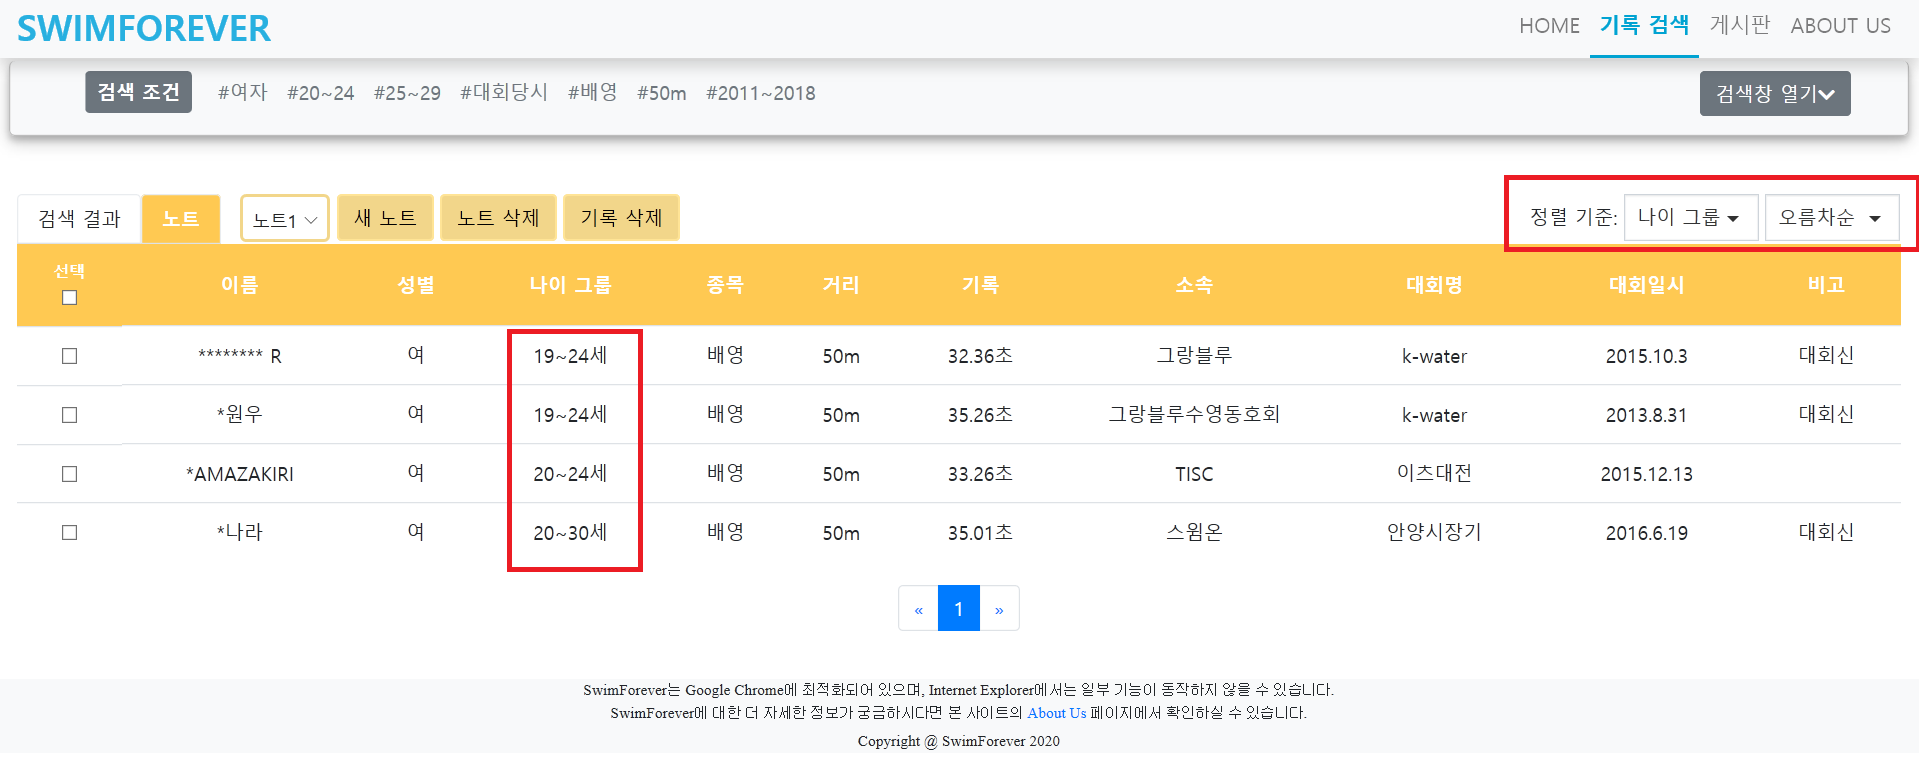 SWIMFOREVER HOME 기록 검색 게시판 ABOUT US
검색 조건 #여자 #20~24 #25~29 #대회당시 #배영 #50m #2011~2018 검색창 열기
검색 결과 노트 노트1 새 노트 노트 삭제 기록 삭제 정렬 기준: 나이 그룹 오름차순
선택 이름 성별 나이 그룹 종목 거리 기록 소속 대회명 대회일시 비고
******** R 여 19~24세 배영 50m 32.36초 그랑블루 k-water 2015.10.3 대회신
*원우 여 19~24세 배영 50m 35.26초 그랑블루수영동호회 k-water 2013.8.31 대회신
*AMAZAKIRI 여 20~24세 배영 50m 33.26초 TISC 이츠대전 2015.12.13
*나라 여 20~30세 배영 50m 35.01초 스윔온 안양시장기 2016.6.19 대회신
« 1 »
SwimForever는 Google Chrome에 최적화되어 있으며, Internet Explorer에서는 일부 기능이 동작하지 않을 수 있습니다.
SwimForever에 대한 더 자세한 정보가 궁금하시다면 본 사이트의 About Us 페이지에서 확인하실 수 있습니다.
Copyright @ SwimForever 2020